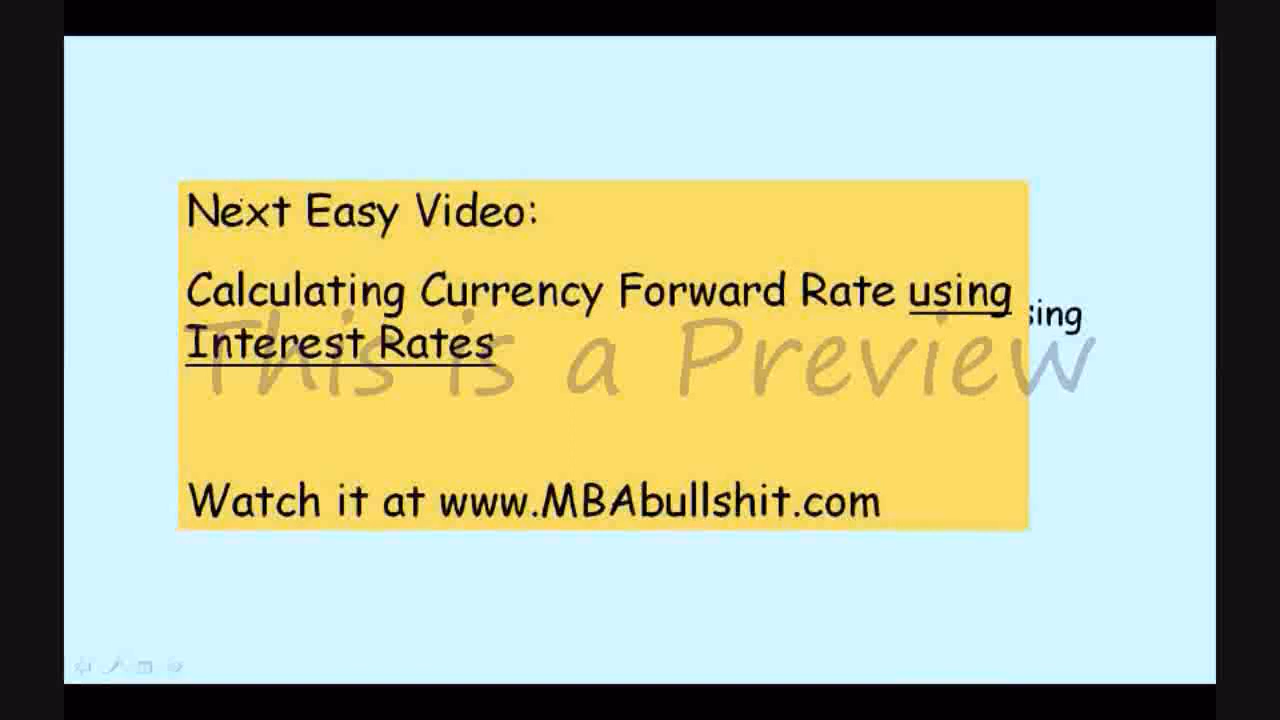 Next Easy Video:
Calculating Currency Forward Rate using
sing
Interest Rates
This is a Preview
Watch it at www.MBAbullshit.com